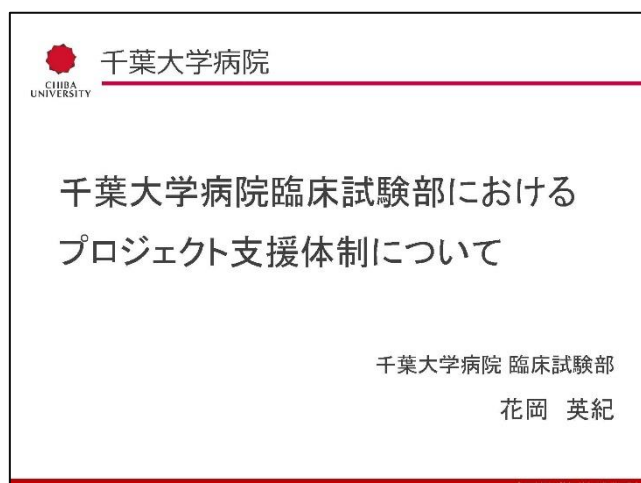 千葉大学病院
CHIBA
UNIVERSITY
千葉大学病院臨床試験部における
プロジェクト支援体制について
千葉大学病院 臨床試験部
花岡　英紀